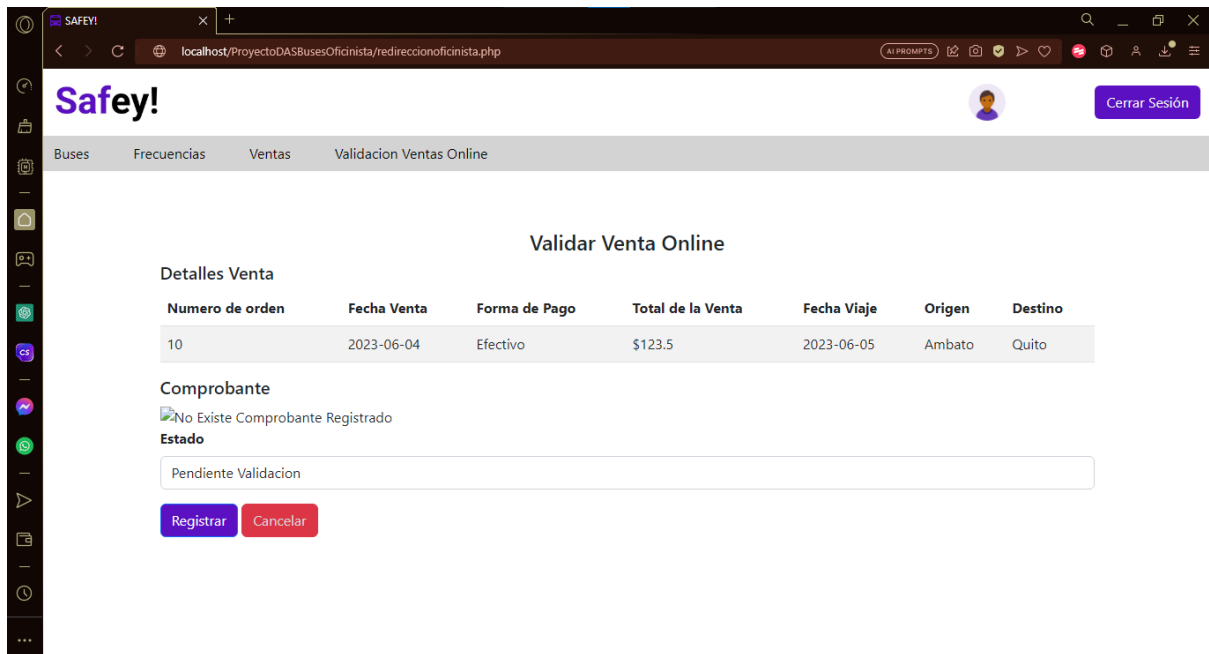 SAFEY!
localhost/ProyectoDASBusesOficinista/redireccionoficinista.php
AI PROMPTS
Safey!
Cerrar Sesión
Buses Frecuencias Ventas Validacion Ventas Online
Validar Venta Online
Detalles Venta
Numero de orden Fecha Venta Forma de Pago Total de la Venta Fecha Viaje Origen Destino
10 2023-06-04 Efectivo $123.5 2023-06-05 Ambato Quito
CS
Comprobante
No Existe Comprobante Registrado
Estado
Pendiente Validacion
Registrar Cancelar